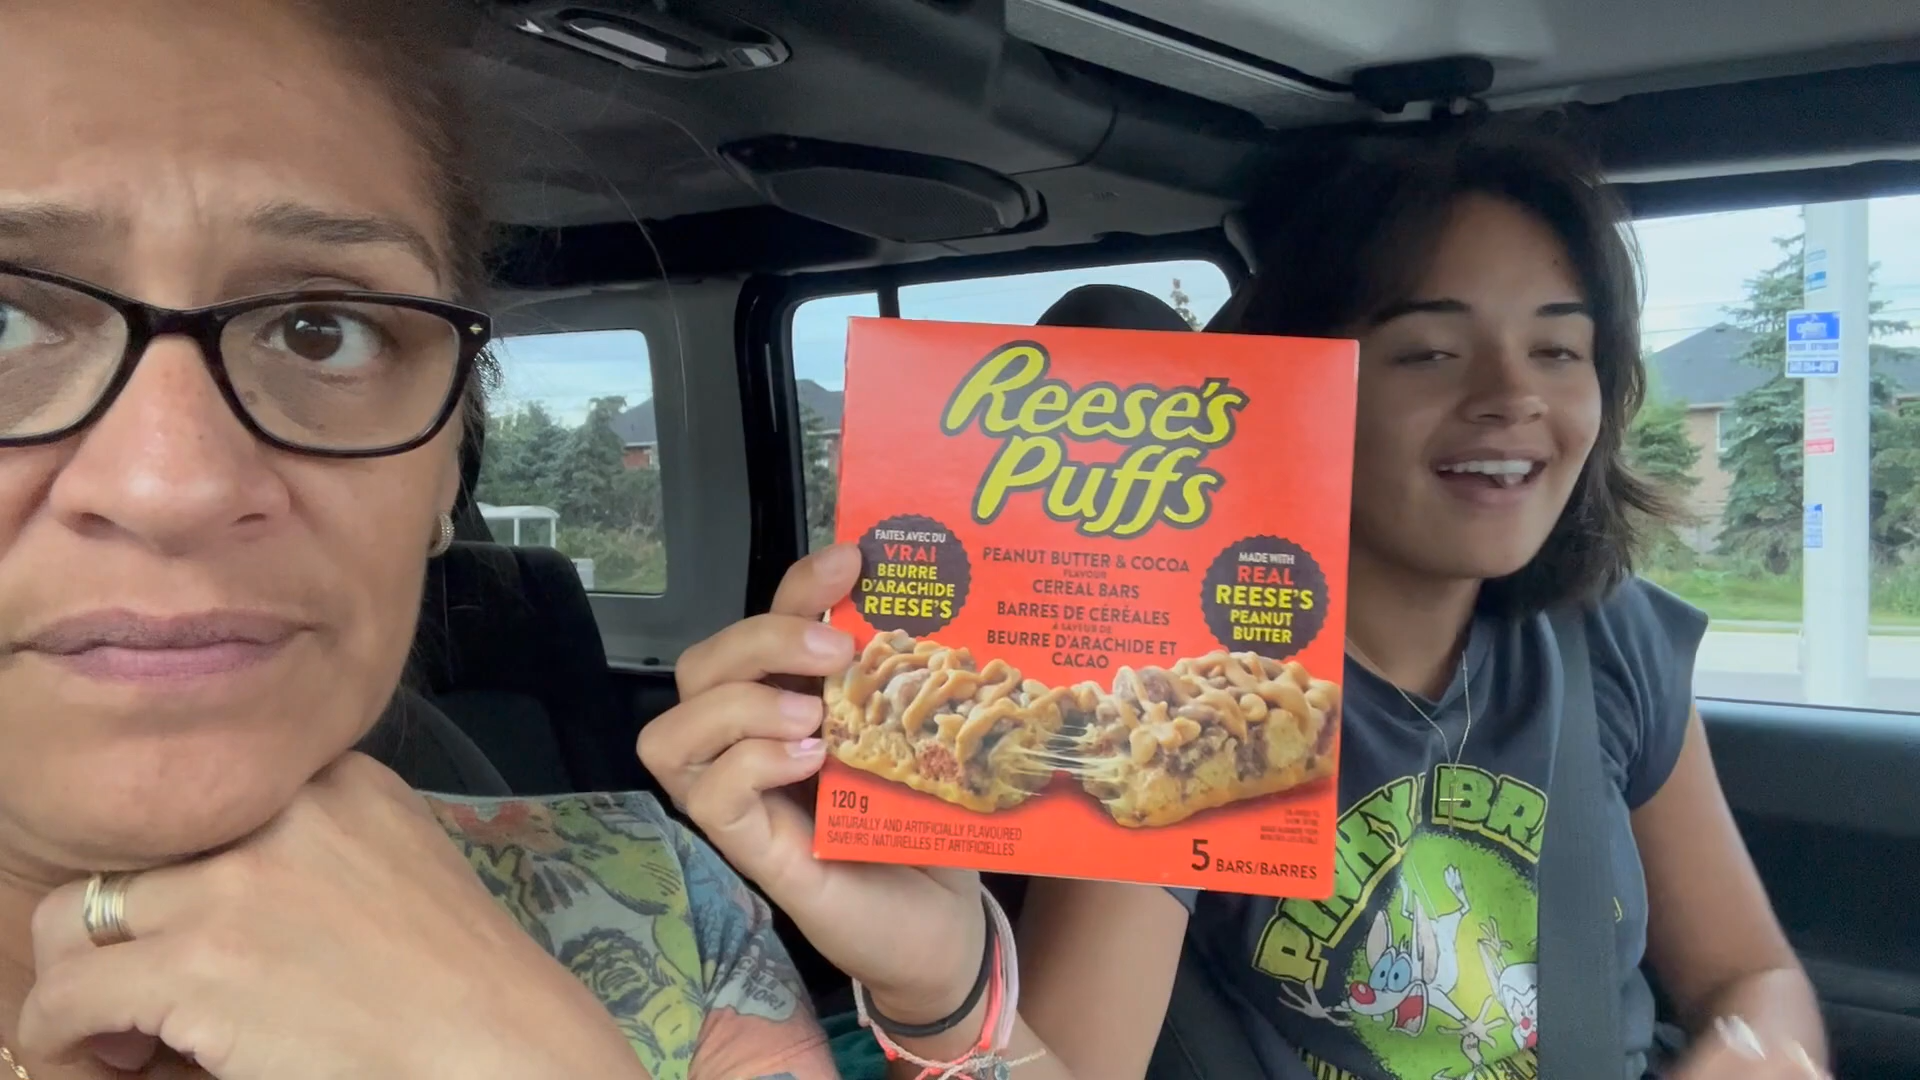 Reese's
Puffs
FAITES AVEC DU
VRAI
BEURRE
D'ARACHIDE
REESE'S
PEANUT BUTTER & COCOA
FLAVOUR
CEREAL BARS
BARRES DE CÉRÉALES
À SAVEUR DE
BEURRE D'ARACHIDE ET
CACAO
MADE WITH
REAL
REESE'S
PEANUT
BUTTER
120 g
NATURALLY AND ARTIFICIALLY FLAVOURED
SAVEURS NATURELLES ET ARTIFICIELLES
5 BARS/BARRES
PINKY